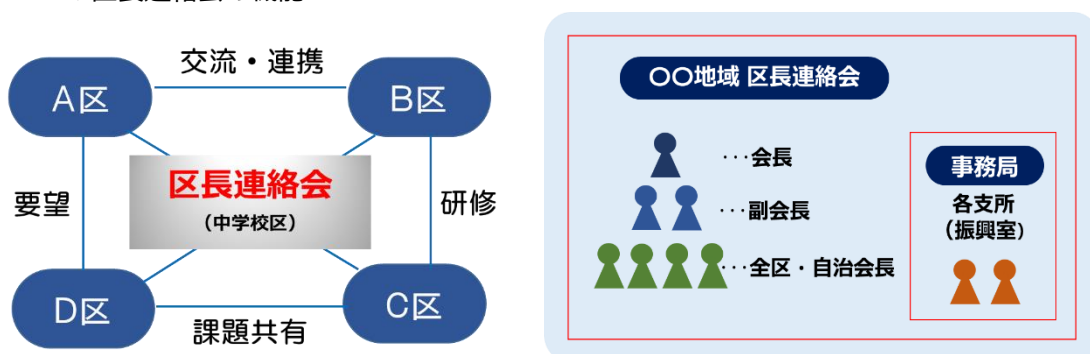 交流・連携
A区
B区
区長連絡会
(中学校区)
要望
研修
D区
C区
課題共有
〇〇地域 区長連絡会
…会長
…副会長
…全区・自治会長
事務局
各支所
(振興室)